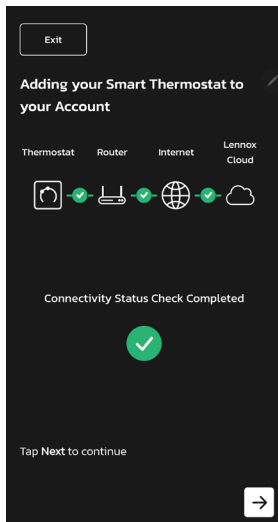 Exit
Adding your Smart Thermostat to
your Account
Thermostat Router Internet Lennox
Cloud
Connectivity Status Check Completed
Tap Next to continue